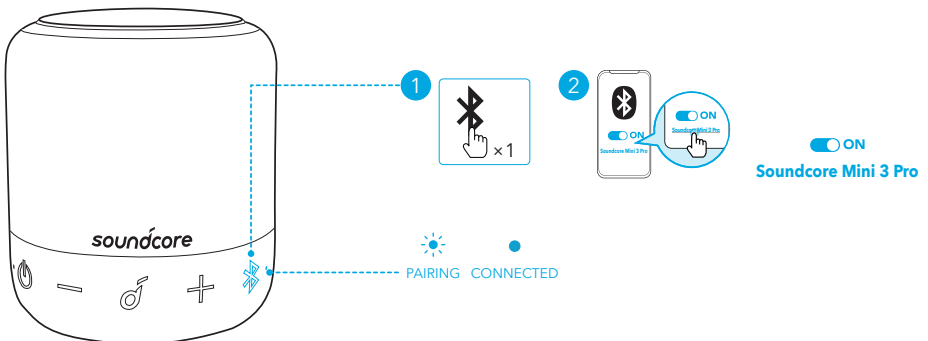 soundcore
1
×1
2
ON
Soundcore Mini 3 Pro
ON
Soundcore Mini 3 Pro
ON
Soundcore Mini 3 Pro
PAIRING CONNECTED